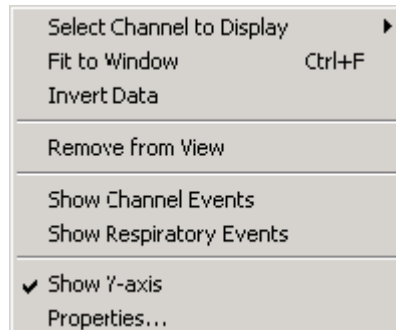 Select Channel to Display
Fit to Window Ctrl+F
Invert Data
Remove from View
Show Channel Events
Show Respiratory Events
Show Y-axis
Properties...